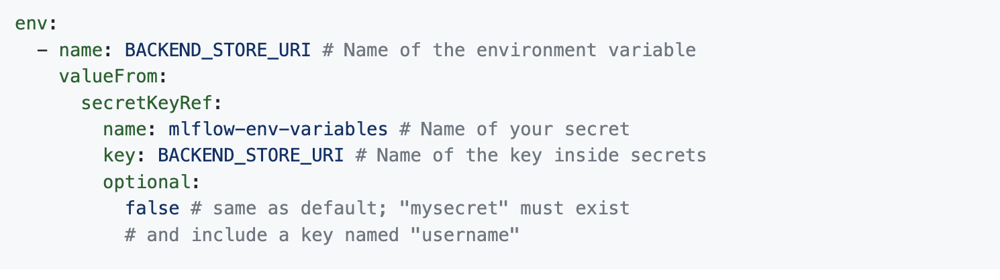 env:
  - name: BACKEND_STORE_URI # Name of the environment variable
    valueFrom:
      secretKeyRef:
        name: mlflow-env-variables # Name of your secret
        key: BACKEND_STORE_URI # Name of the key inside secrets
        optional:
          false # same as default; "mysecret" must exist
          # and include a key named "username"